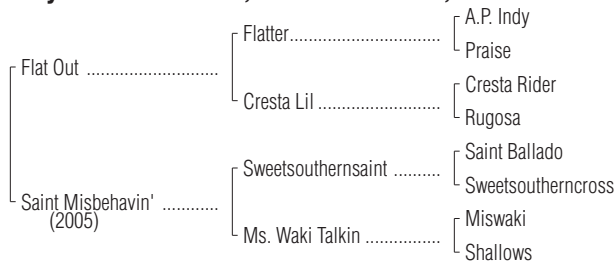 A.P. Indy
Flatter
Praise
Flat Out
Cresta Rider
Cresta Lil
Rugosa
Saint Ballado
Sweetsouthernsaint
Sweetsoutherncross
Saint Misbehavin'
(2005)
Miswaki
Ms. Waki Talkin
Shallows